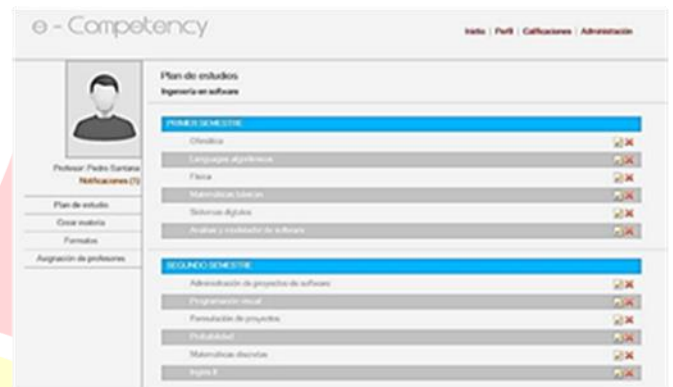 e - Competency
Inicio | Perfil | Calificaciones | Administración
Plan de estudios
Ingeniería en software
Profesor: Pedro Santana
Notificaciones (1)
Plan de estudio
Crear materia
Formatos
Asignación de profesores
PRIMER SEMESTRE
Ofimática
Lenguajes algorítmicos
Física
Matemáticas básicas
Sistemas digitales
Análisis y modelado de software
SEGUNDO SEMESTRE
Administración de proyectos de software
Programación visual
Formulación de proyectos
Probabilidad
Matemáticas discretas
Inglés II